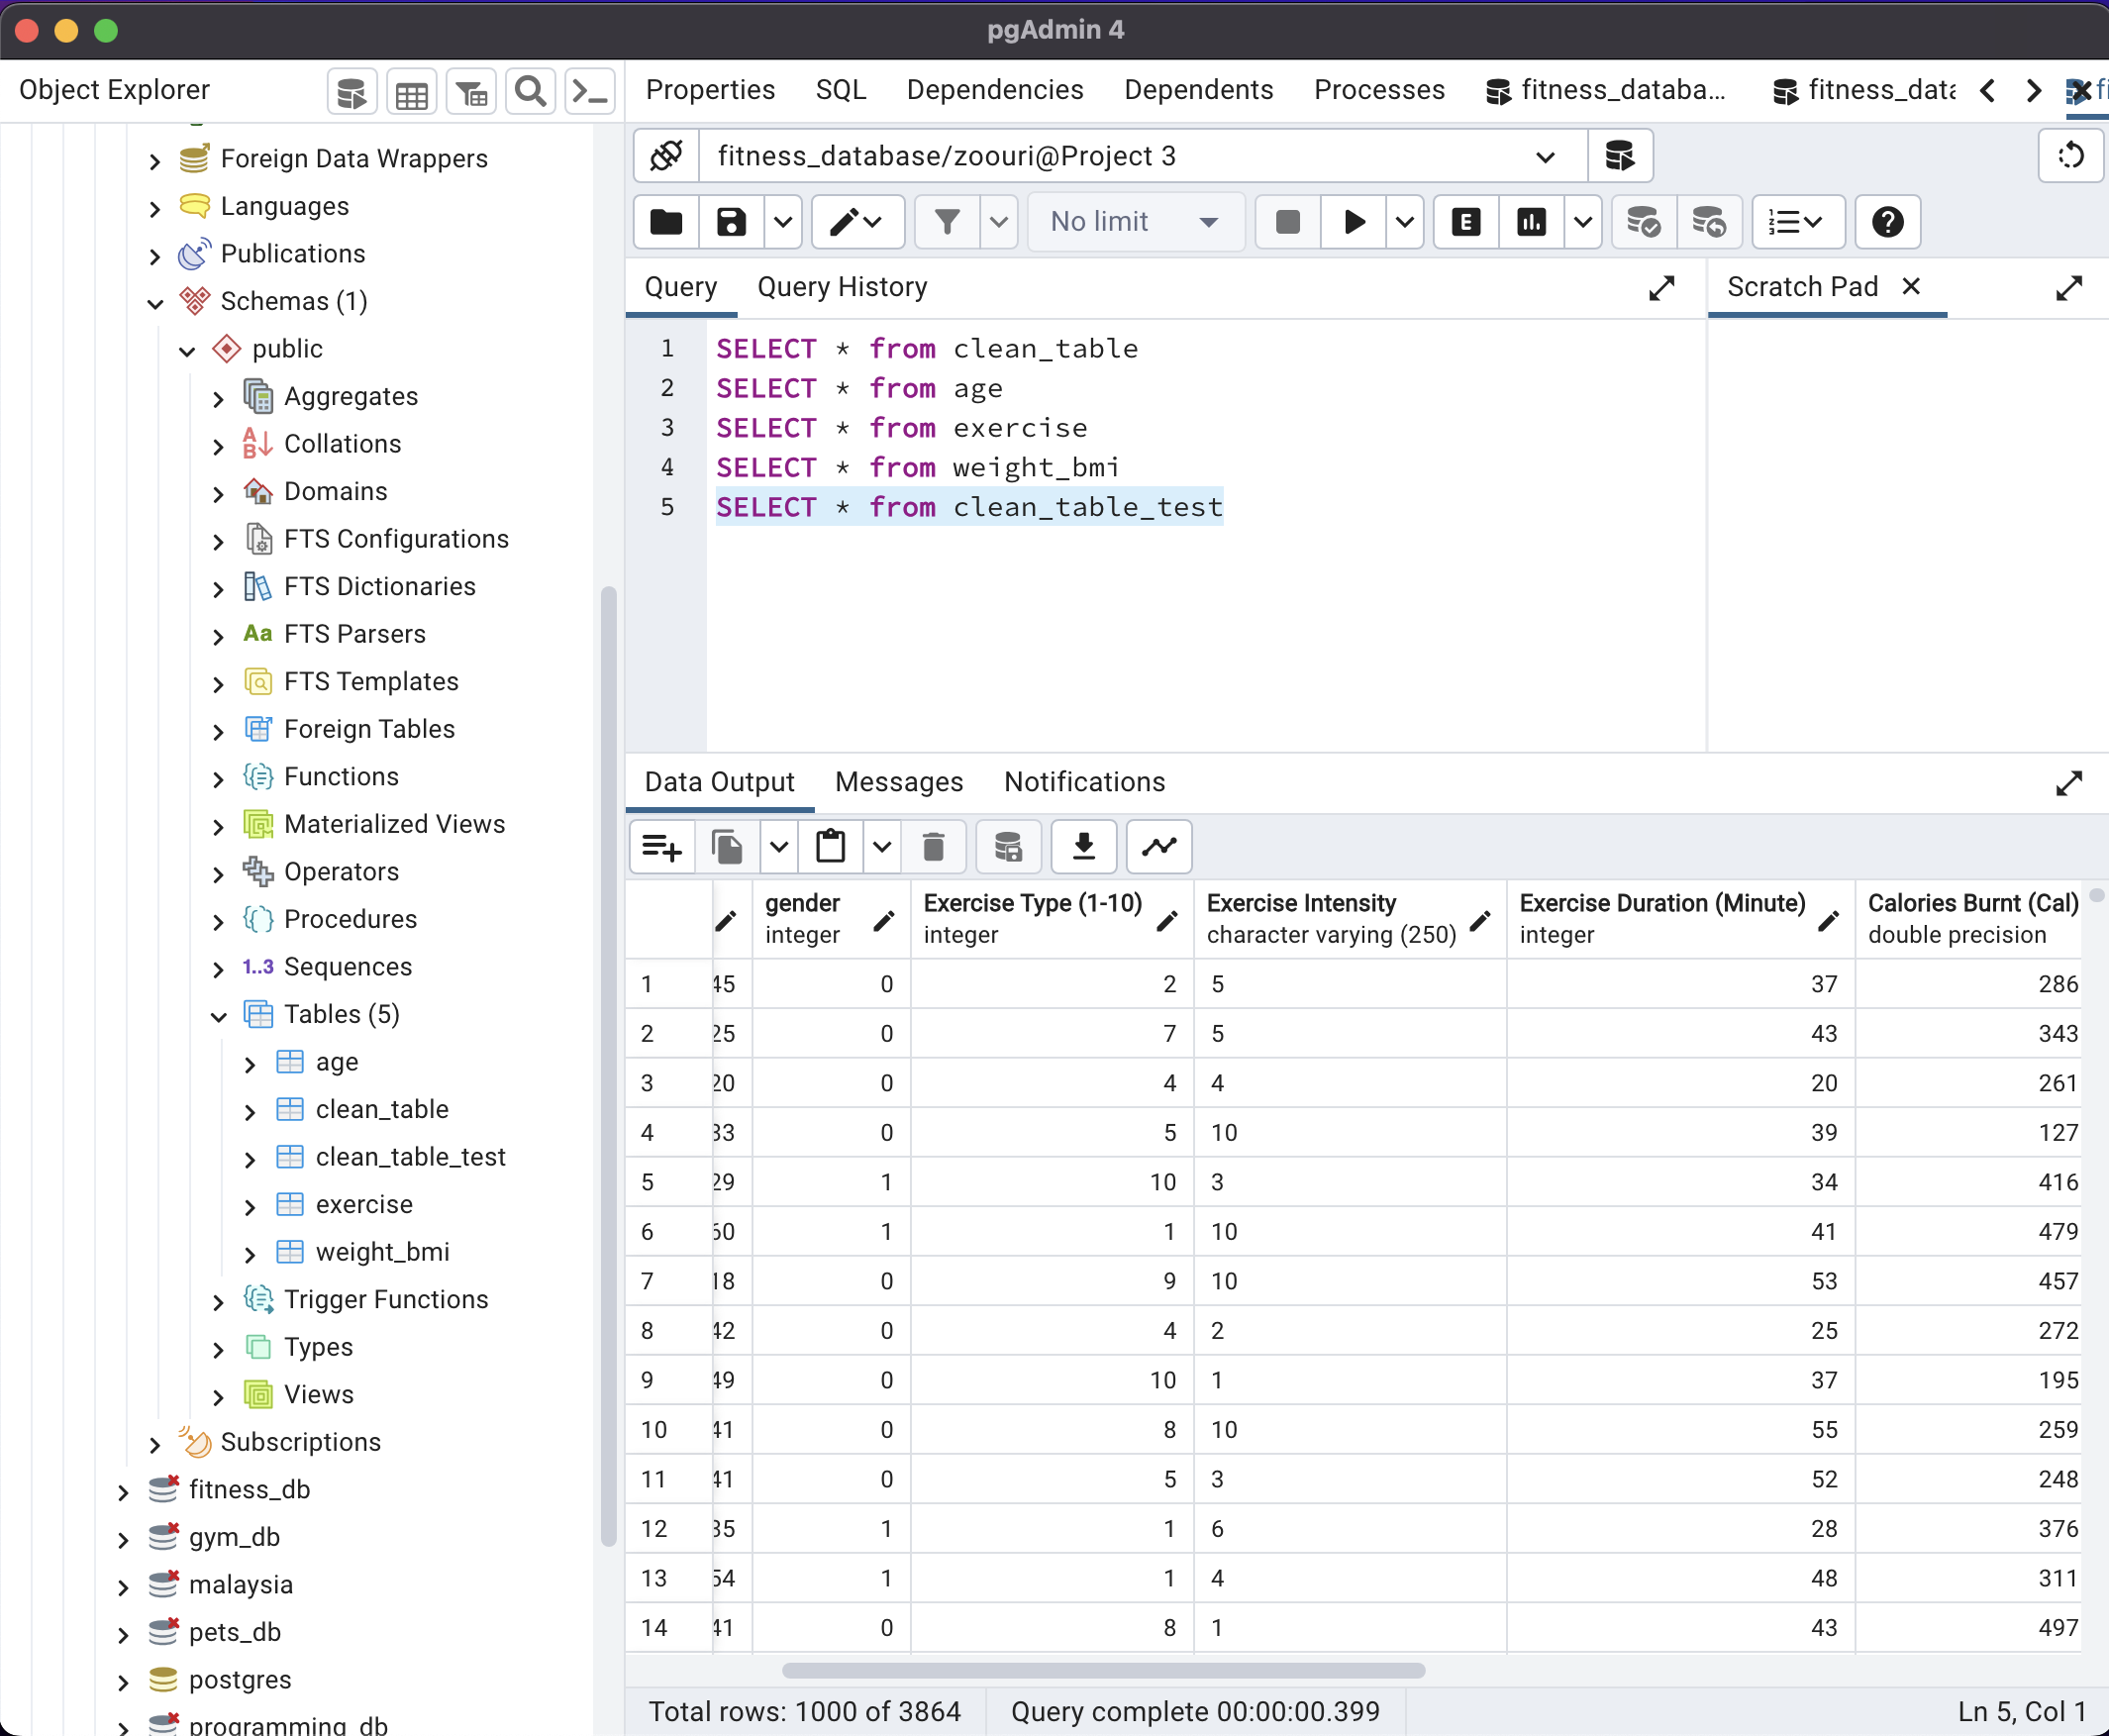 pgAdmin 4
Object Explorer
Properties SQL Dependencies Dependents Processes fitness_databa... fitness_data
Foreign Data Wrappers
Languages
Publications
Schemas (1)
public
Aggregates
Collations
Domains
FTS Configurations
FTS Dictionaries
Aa FTS Parsers
FTS Templates
Foreign Tables
Functions
Materialized Views
Operators
Procedures
1..3 Sequences
Tables (5)
age
clean_table
clean_table_test
exercise
weight_bmi
Trigger Functions
Types
Views
Subscriptions
fitness_db
gym_db
malaysia
pets_db
postgres
programming_db
fitness_database/zoouri@Project 3
No limit E
Query Query History Scratch Pad
1 SELECT * from clean_table
2 SELECT * from age
3 SELECT * from exercise
4 SELECT * from weight_bmi
5 SELECT * from clean_table_test
Data Output Messages Notifications
gender Exercise Type (1-10) Exercise Intensity Exercise Duration (Minute) Calories Burnt (Cal)
integer integer character varying (250) integer double precision
1 45 0 2 5 37 286
2 25 0 7 5 43 343
3 20 0 4 4 20 261
4 33 0 5 10 39 127
5 29 1 10 3 34 416
6 60 1 1 10 41 479
7 18 0 9 10 53 457
8 42 0 4 2 25 272
9 49 0 10 1 37 195
10 41 0 8 10 55 259
11 41 0 5 3 52 248
12 35 1 1 6 28 376
13 54 1 1 4 48 311
14 41 0 8 1 43 497
Total rows: 1000 of 3864 Query complete 00:00:00.399 Ln 5, Col 1